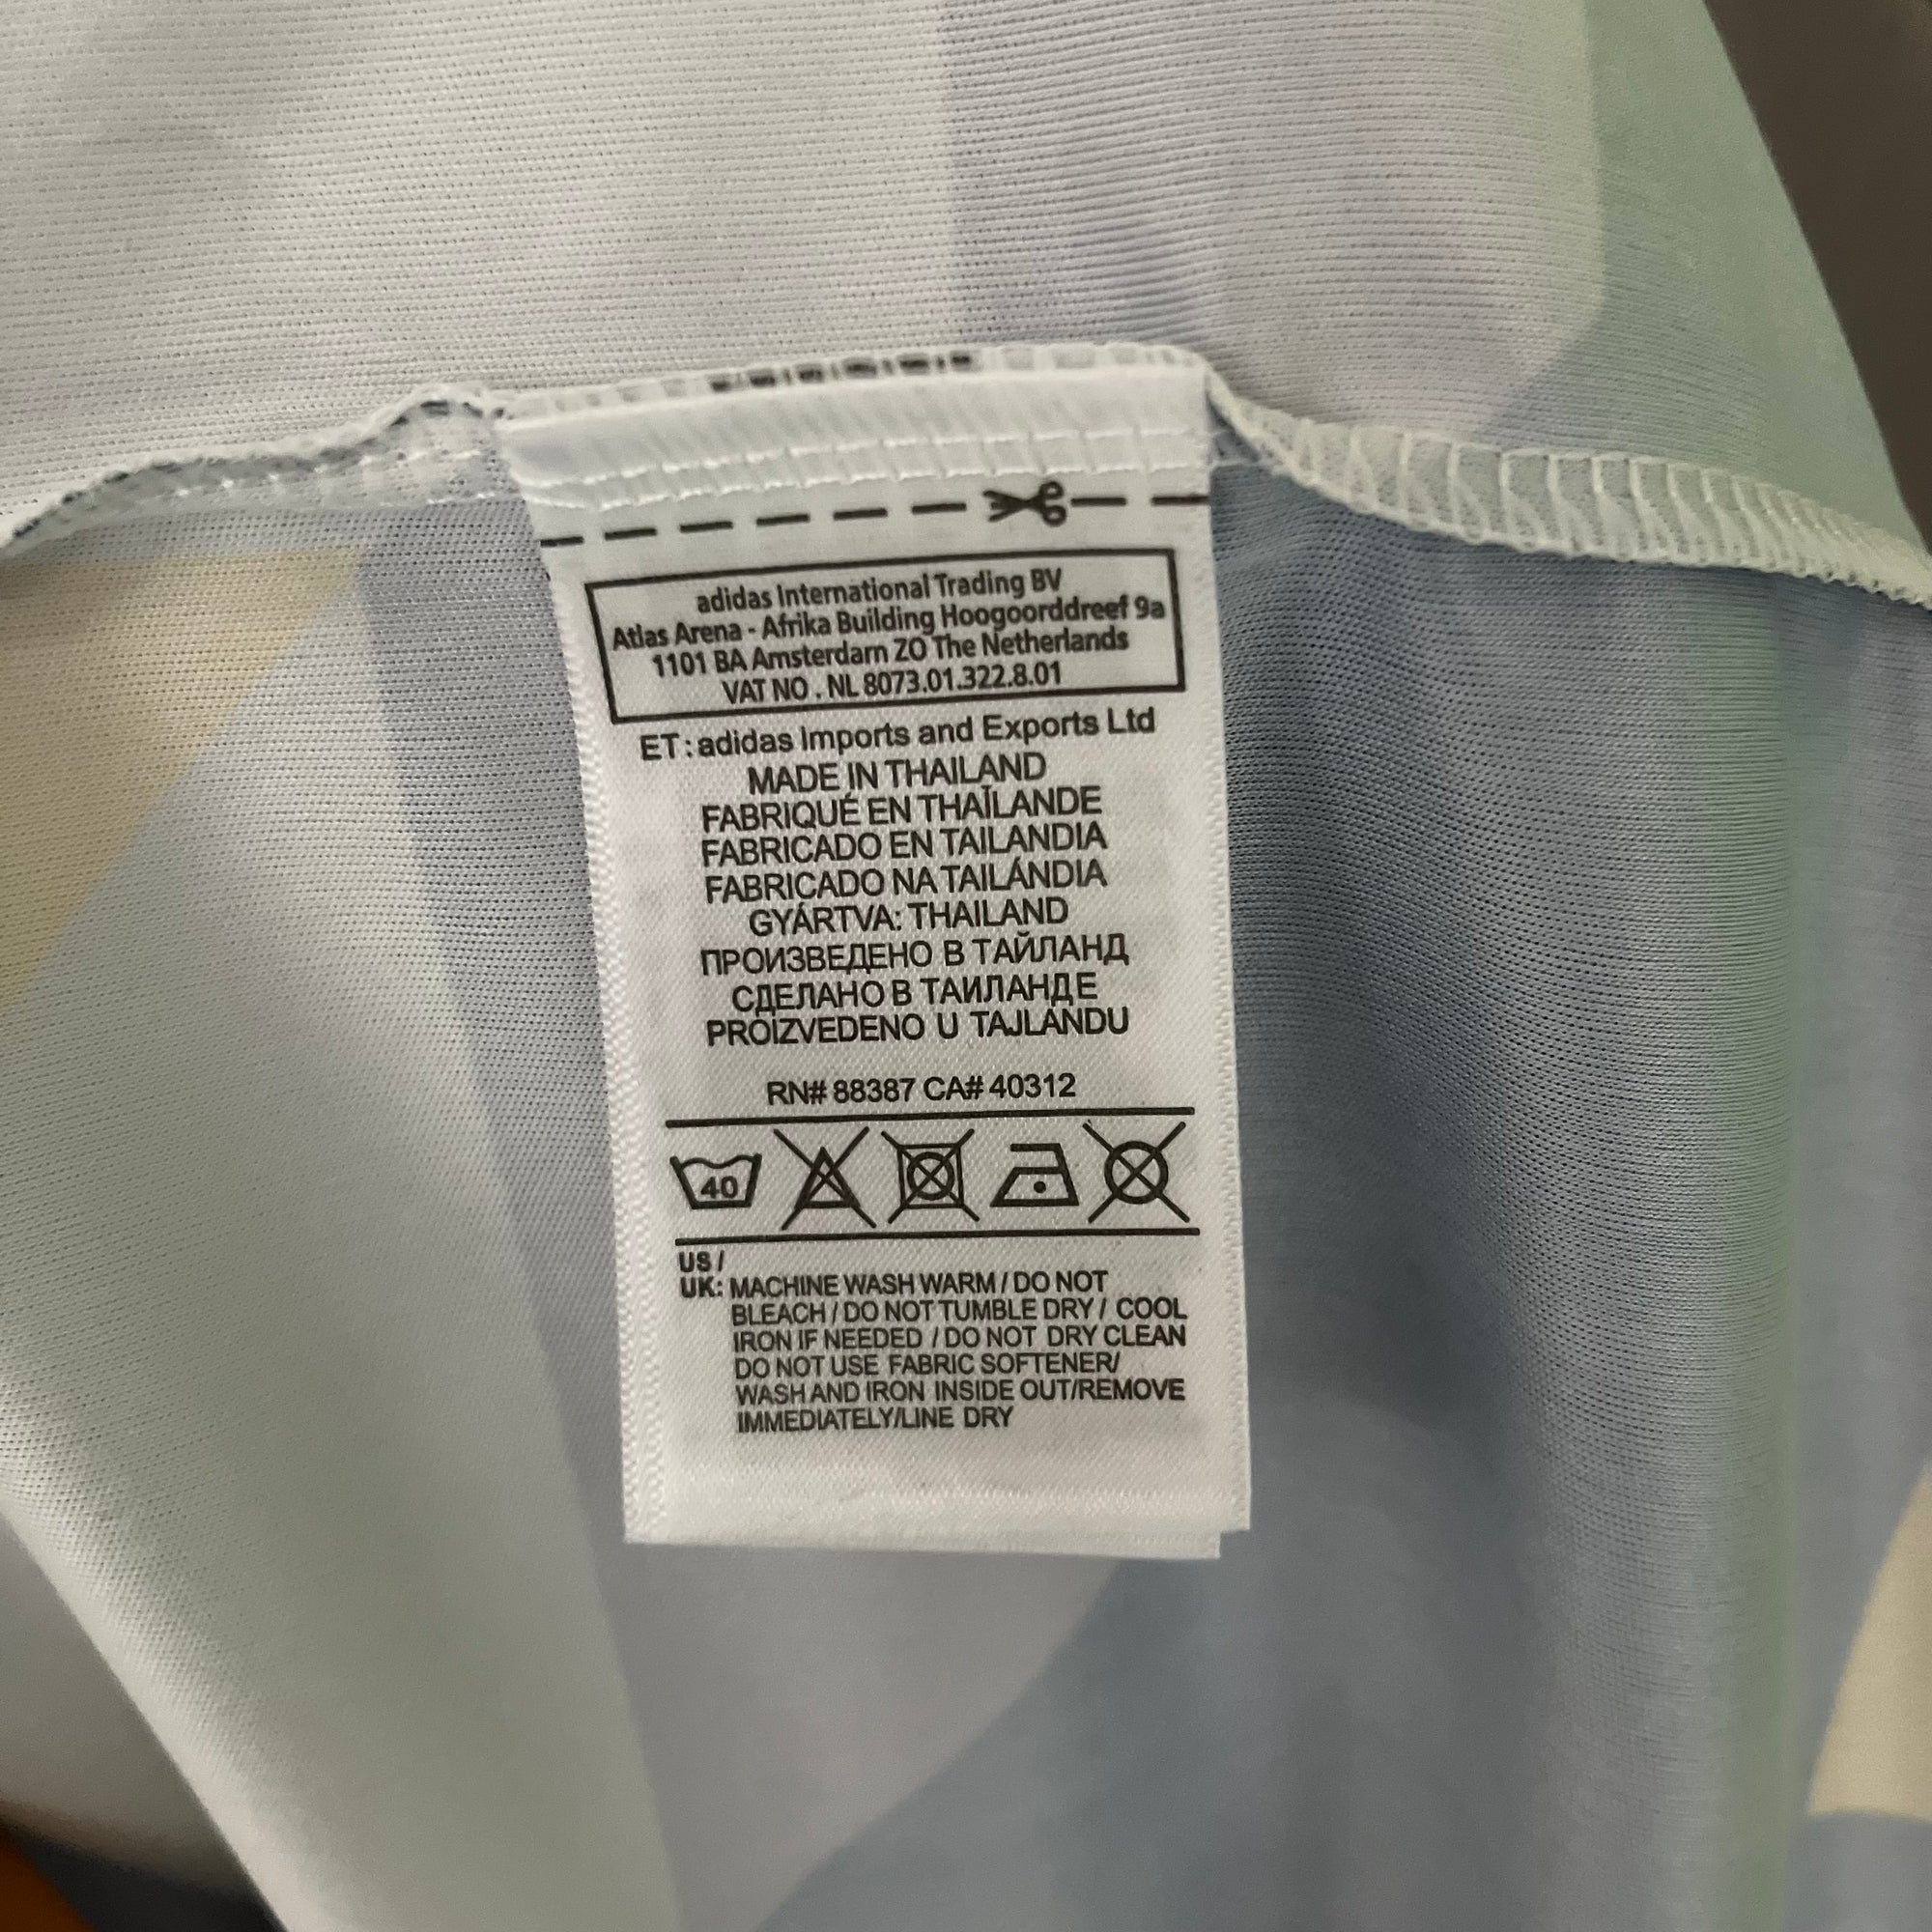 adidas International Trading BV
Atlas Arena - Afrika Building Hoogoorddreef 9a
1101 BA Amsterdam ZO The Netherlands
VAT NO . NL 8073.01.322.8.01
ET: adidas Imports and Exports Ltd
MADE IN THAILAND
FABRIQUÉ EN THAÏLANDE
FABRICADO EN TAILANDIA
FABRICADO NA TAILÁNDIA
GYÁRTVA: THAILAND
ПРОИЗВЕДЕНО В ТАЙЛАНД
СДЕЛАНО В ТАИЛАНДЕ
PROIZVEDENO U TAJLANDU
RN# 88387 CA# 40312
40
US /
UK: MACHINE WASH WARM / DO NOT
BLEACH / DO NOT TUMBLE DRY / COOL
IRON IF NEEDED / DO NOT DRY CLEAN
DO NOT USE FABRIC SOFTENER/
WASH AND IRON INSIDE OUT/REMOVE
IMMEDIATELY/LINE DRY